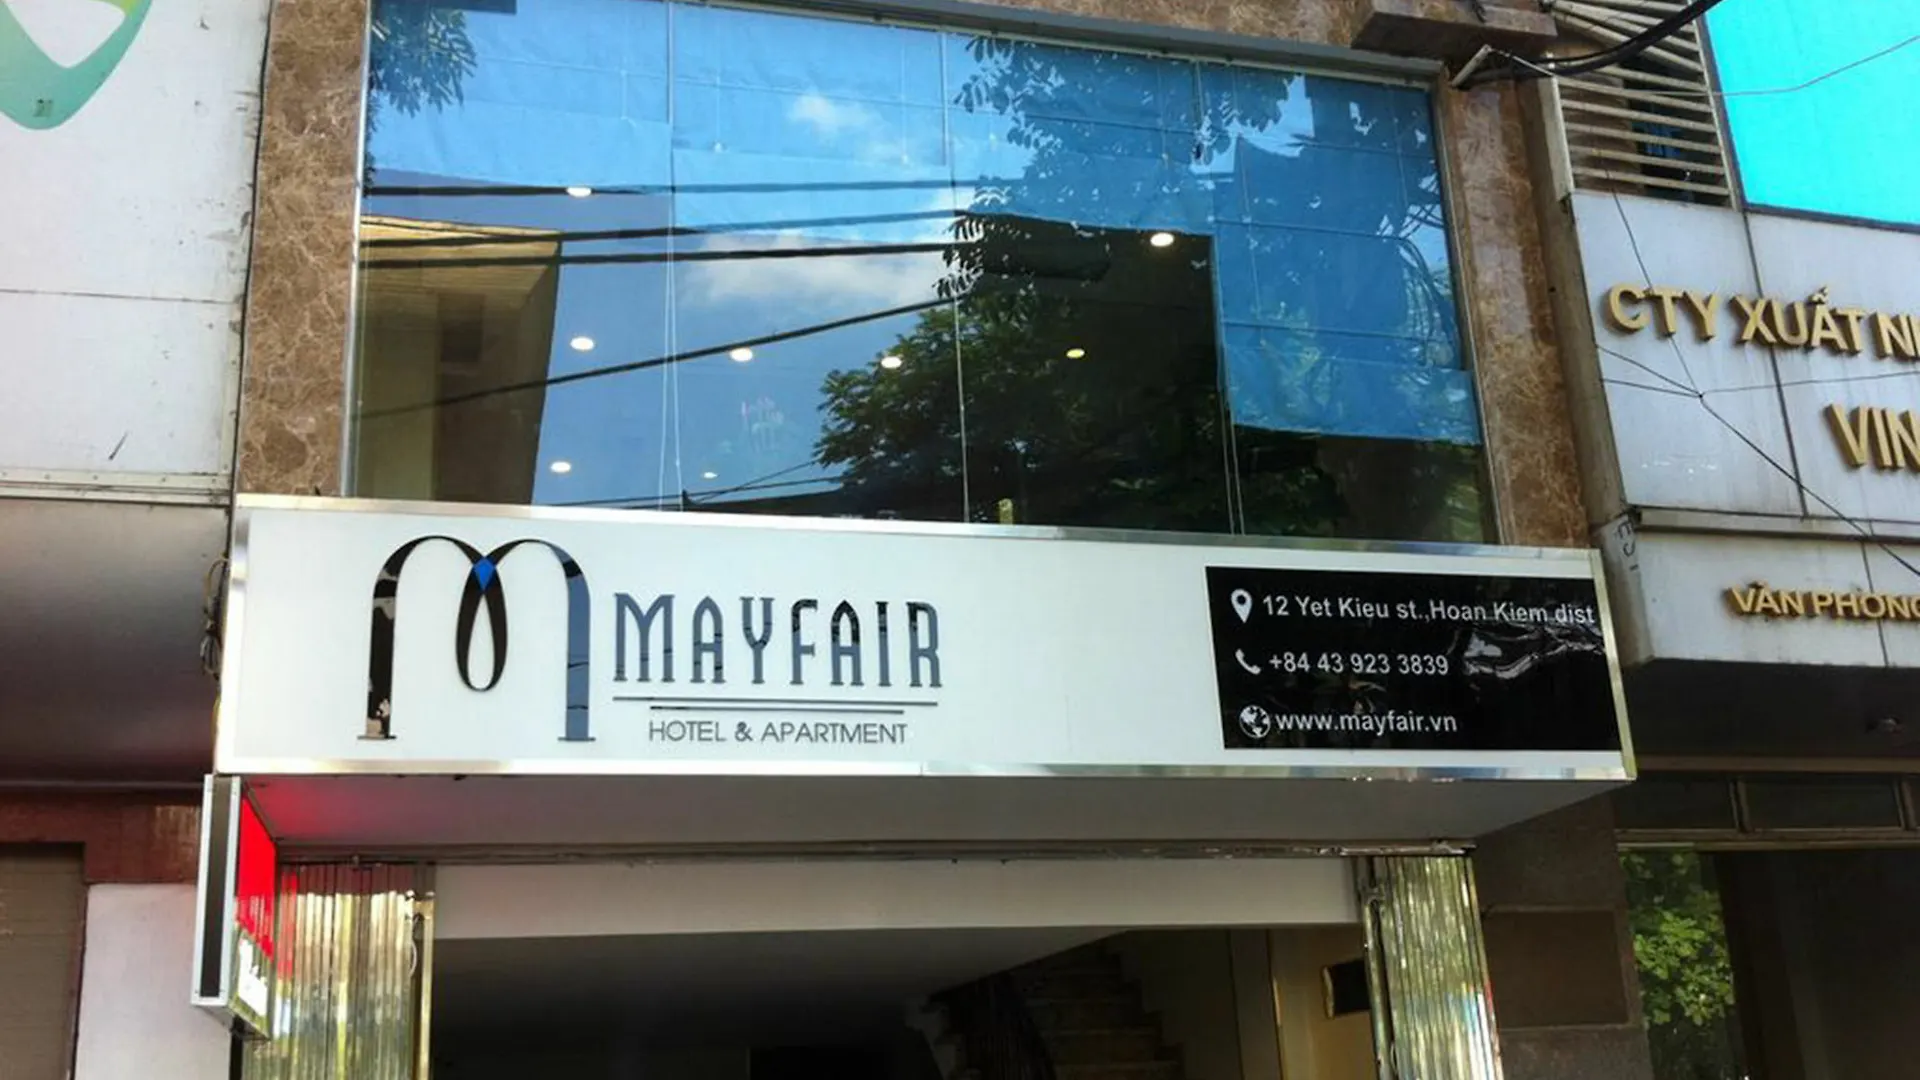 MAYFAIR
HOTEL & APARTMENT
12 Yet Kieu st.,Hoan Kiem dist
+84 43 923 3839
www.mayfair.vn
CTY XUẤT
VIN
VĂN PHÒNG